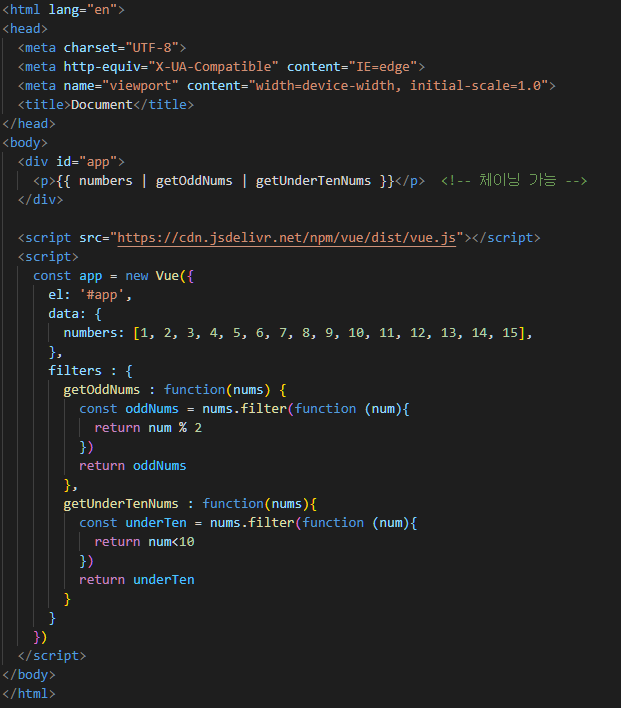 <html lang="en">
<head>
  <meta charset="UTF-8">
  <meta http-equiv="X-UA-Compatible" content="IE=edge">
  <meta name="viewport" content="width=device-width, initial-scale=1.0">
  <title>Document</title>
</head>
<body>
  <div id="app">
    <p>{{ numbers | getOddNums | getUnderTenNums }}</p>  <!-- 체이닝 가능 -->
  </div>

  <script src="https://cdn.jsdelivr.net/npm/vue/dist/vue.js"></script>
  <script>
    const app = new Vue({
      el: '#app',
      data: {
        numbers: [1, 2, 3, 4, 5, 6, 7, 8, 9, 10, 11, 12, 13, 14, 15],
      },
      filters : {
        getOddNums : function(nums) {
          const oddNums = nums.filter(function (num){
            return num % 2
          })
          return oddNums
        },
        getUnderTenNums : function(nums){
          const underTen = nums.filter(function (num){
            return num<10
          })
          return underTen
        }
      }
    })
  </script>
</body>
</html>